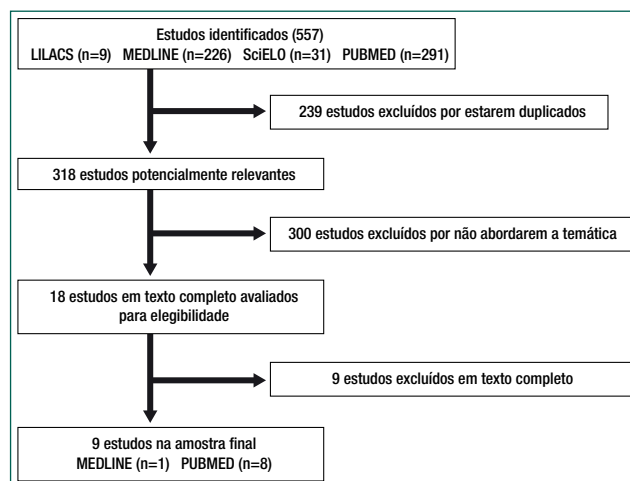 Estudos identificados (557)
LILACS (n=9) MEDLINE (n=226) SciELO (n=31) PUBMED (n=291)
239 estudos excluídos por estarem duplicados
318 estudos potencialmente relevantes
300 estudos excluídos por não abordarem a temática
18 estudos em texto completo avaliados
para elegibilidade
9 estudos excluídos em texto completo
9 estudos na amostra final
MEDLINE (n=1) PUBMED (n=8)